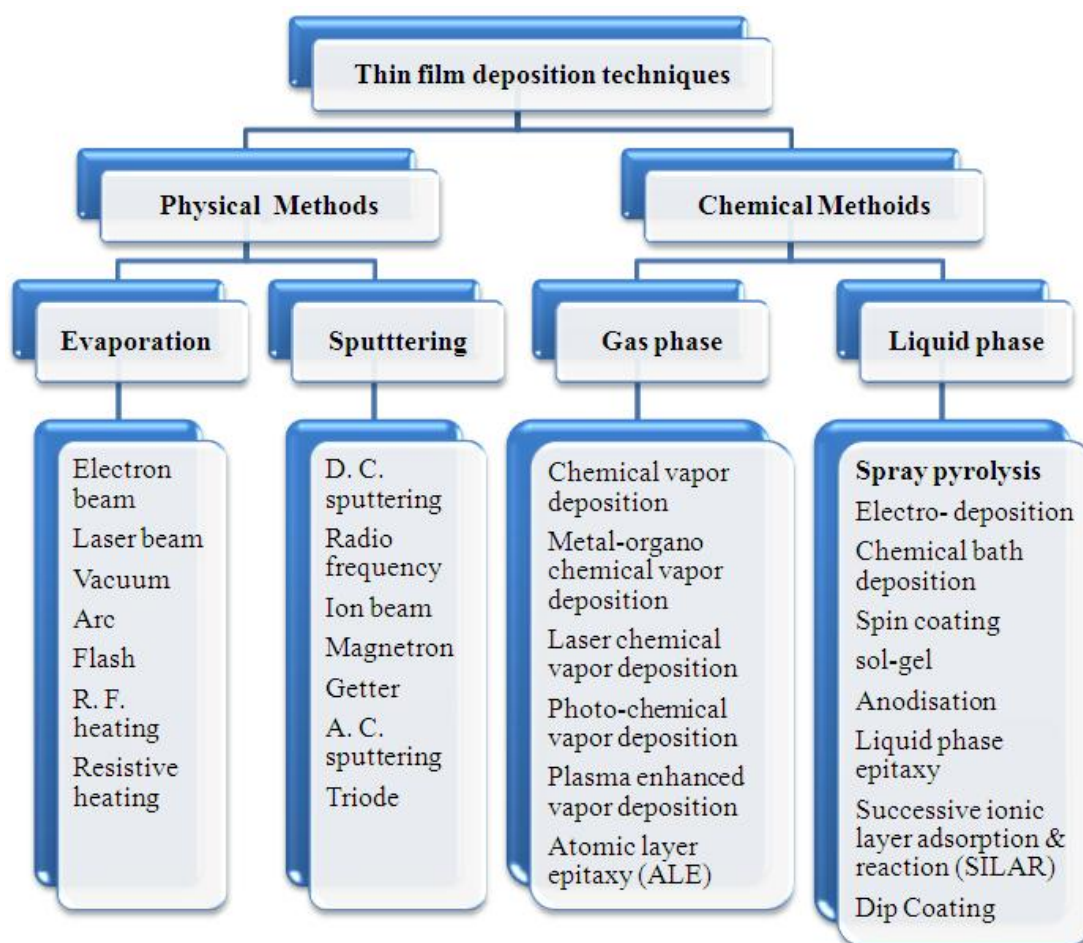 Thin film deposition techniques
Physical Methods
Chemical Methoids
Evaporation
Sputttering
Gas phase
Liquid phase
Electron
beam
Laser beam
Vacuum
Arc
Flash
R. F.
heating
Resistive
heating
D. C.
sputtering
Radio
frequency
Ion beam
Magnetron
Getter
A. C.
sputtering
Triode
Chemical vapor
deposition
Metal-organo
chemical vapor
deposition
Laser chemical
vapor deposition
Photo-chemical
vapor deposition
Plasma enhanced
vapor deposition
Atomic layer
epitaxy (ALE)
Spray pyrolysis
Electro- deposition
Chemical bath
deposition
Spin coating
sol-gel
Anodisation
Liquid phase
epitaxy
Successive ionic
layer adsorption &
reaction (SILAR)
Dip Coating